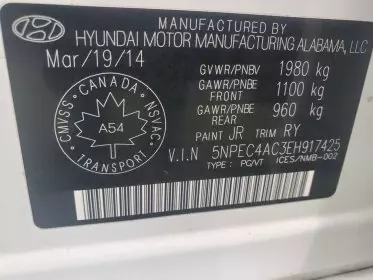 MANUFACTURED BY
HYUNDAI MOTOR MANUFACTURING ALABAMA, LLC
Mar/19/14
GVWR/PNBV 1980 kg
GAWR/PNBE FRONT 1100 kg
GAWR/PNBE REAR 960 kg
PAINT JR TRIM RY
V.I.N 5NPEC4AC3EH917425
TYPE: PC/VT ICES/NMB-002
CANADA
CMVSS
NSVAC
A54
TRANSPORT